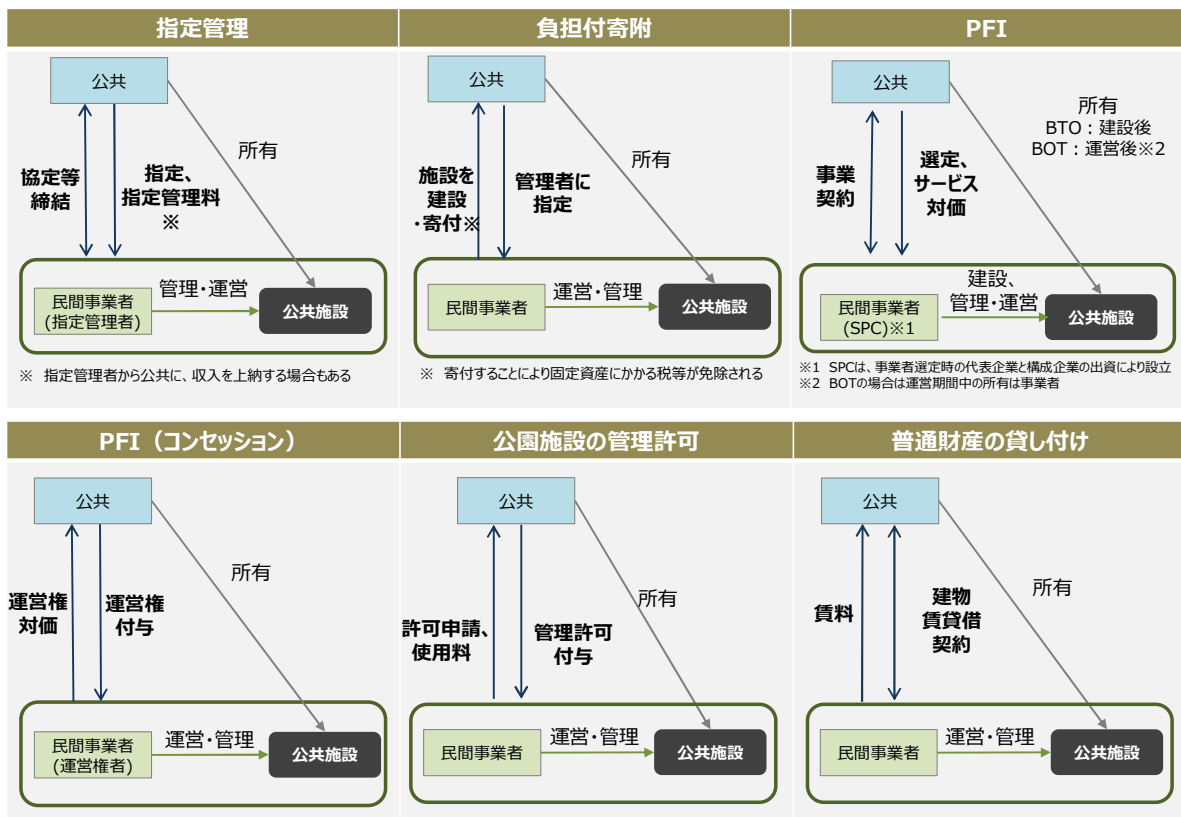 指定管理
公共
所有
協定等
締結
指定、
指定管理料
※
民間事業者
(指定管理者)
管理・運営
公共施設
※ 指定管理者から公共に、収入を上納する場合もある
負担付寄附
公共
所有
施設を
建設
・寄付※
管理者に
指定
民間事業者
運営・管理
公共施設
※ 寄付することにより固定資産にかかる税等が免除される
PFI
公共
所有
BTO：建設後
BOT：運営後※2
事業
契約
選定、
サービス
対価
民間事業者
(SPC)※1
建設、
管理・運営
公共施設
※1 SPCは、事業者選定時の代表企業と構成企業の出資により設立
※2 BOTの場合は運営期間中の所有は事業者
PFI（コンセッション）
公共
所有
運営権
対価
運営権
付与
民間事業者
(運営権者)
運営・管理
公共施設
公園施設の管理許可
公共
所有
許可申請、
使用料
管理許可
付与
民間事業者
運営・管理
公共施設
普通財産の貸し付け
公共
所有
賃料
建物
賃貸借
契約
民間事業者
運営・管理
公共施設